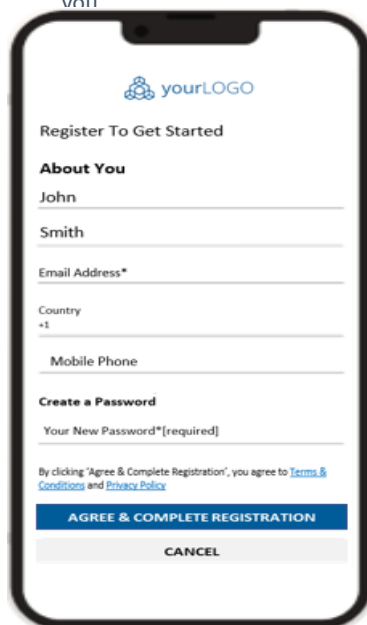 you
yourLOGO
Register To Get Started
About You
John
Smith
Email Address*
Country
+1
Mobile Phone
Create a Password
Your New Password*[required]
By clicking "Agree & Complete Registration", you agree to Terms &
Conditions and Privacy Policy
AGREE & COMPLETE REGISTRATION
CANCEL